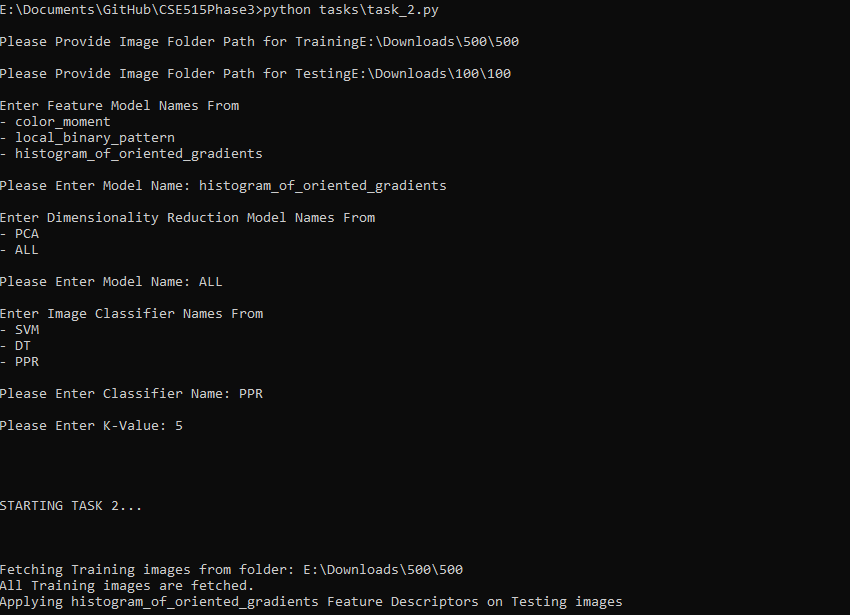 E:\Documents\GitHub\CSE515Phase3>python tasks\task_2.py
Please Provide Image Folder Path for TrainingE:\Downloads\500\500
Please Provide Image Folder Path for TestingE:\Downloads\100\100
Enter Feature Model Names From
- color_moment
- local_binary_pattern
- histogram_of_oriented_gradients
Please Enter Model Name: histogram_of_oriented_gradients
Enter Dimensionality Reduction Model Names From
- PCA
- ALL
Please Enter Model Name: ALL
Enter Image Classifier Names From
- SVM
- DT
- PPR
Please Enter Classifier Name: PPR
Please Enter K-Value: 5
STARTING TASK 2...
Fetching Training images from folder: E:\Downloads\500\500
All Training images are fetched.
Applying histogram_of_oriented_gradients Feature Descriptors on Testing images